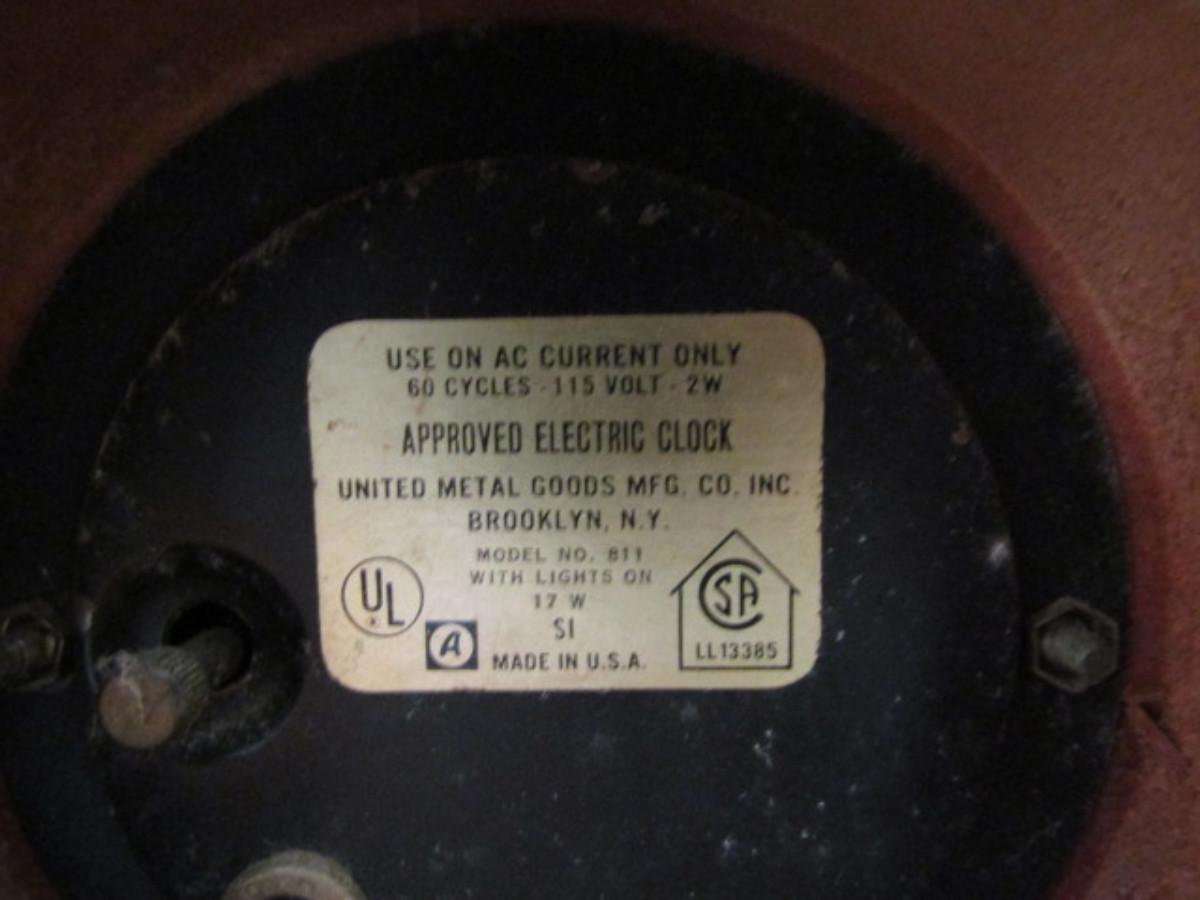 USE ON AC CURRENT ONLY
60 CYCLES - 115 VOLT - 2W
APPROVED ELECTRIC CLOCK
UNITED METAL GOODS MFG. CO. INC.
BROOKLYN, N.Y.
MODEL NO. 811
WITH LIGHTS ON
17 W
SI
MADE IN U.S.A.
UL
®
A
CSA
LL13385